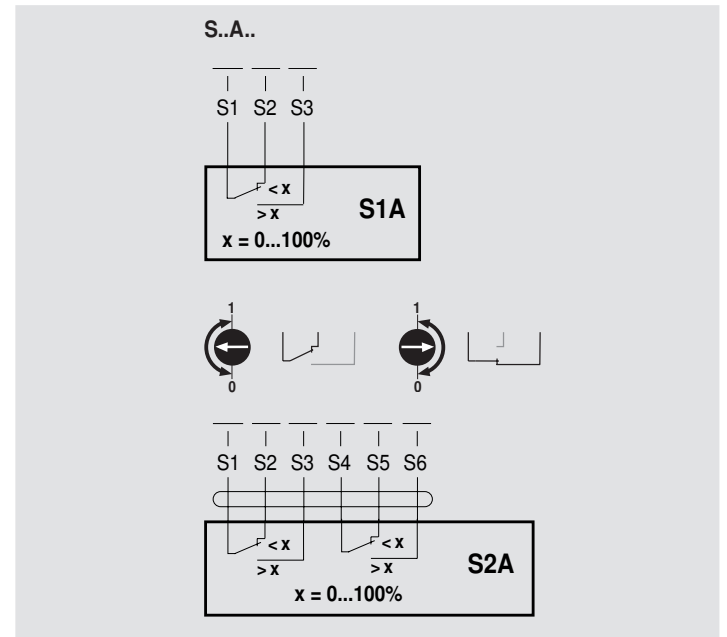 S..A..
S1 S2 S3
< x
> x
S1A
x = 0...100%
1 1
0 0
S1 S2 S3 S4 S5 S6
< x < x
> x > x
S2A
x = 0...100%